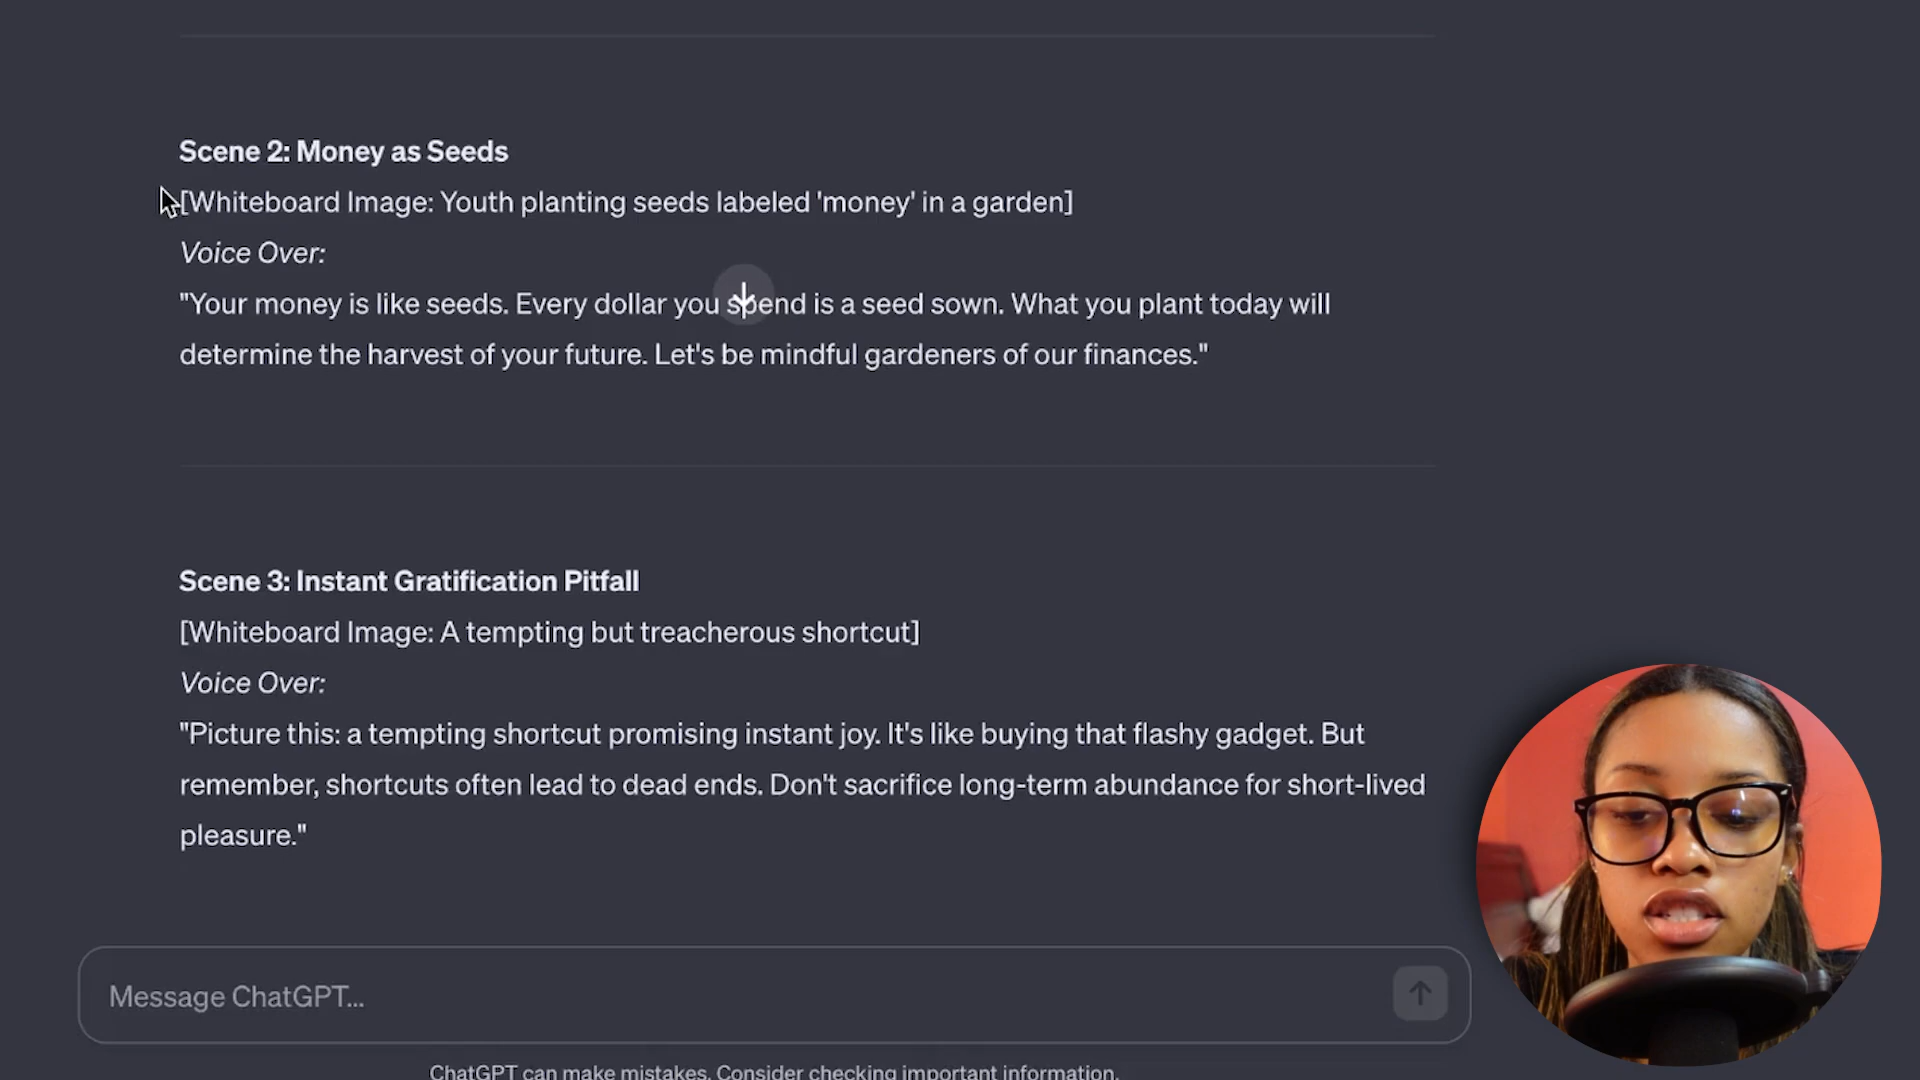 Scene 2: Money as Seeds
[Whiteboard Image: Youth planting seeds labeled 'money' in a garden]
Voice Over:
"Your money is like seeds. Every dollar you spend is a seed sown. What you plant today will
determine the harvest of your future. Let's be mindful gardeners of our finances."
Scene 3: Instant Gratification Pitfall
[Whiteboard Image: A tempting but treacherous shortcut]
Voice Over:
"Picture this: a tempting shortcut promising instant joy. It's like buying that flashy gadget. But
remember, shortcuts often lead to dead ends. Don't sacrifice long-term abundance for short-lived
pleasure."
Message ChatGPT...
ChatGPT can make mistakes. Consider checking important information.